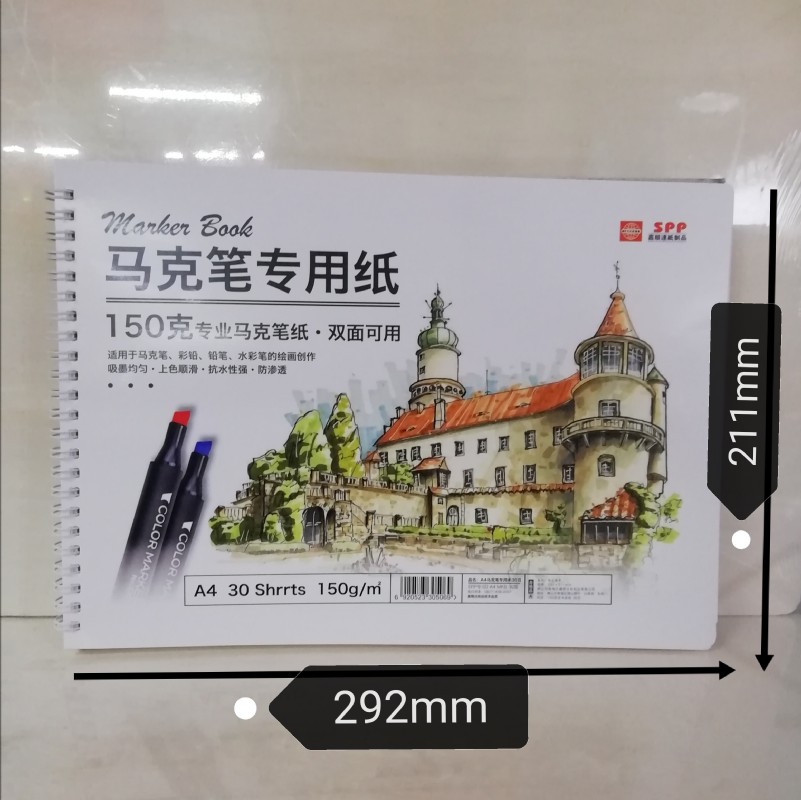 Marker Book
SPP
马克笔专用纸
150克专业马克笔纸·双面可用
适用于马克笔、彩铅、铅笔、水彩笔的绘画创作
吸墨均匀·上色顺滑·抗水性强·防渗透
211mm
COLOR MAR
COLOR MA
A4 30 Shrrts 150g/㎡
6 920523 305069
292mm